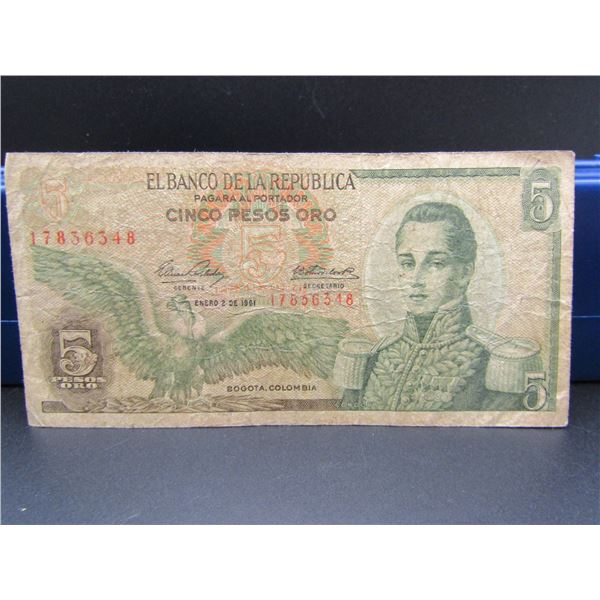 5
5
EL BANCO DE LA REPUBLICA
PAGARA AL PORTADOR
CINCO PESOS ORO
17836348
5
GERENTE
SECRETARIO
ENERO 2 DE 1961
17836348
5
PESOS
ORO
BOGOTA, COLOMBIA
5